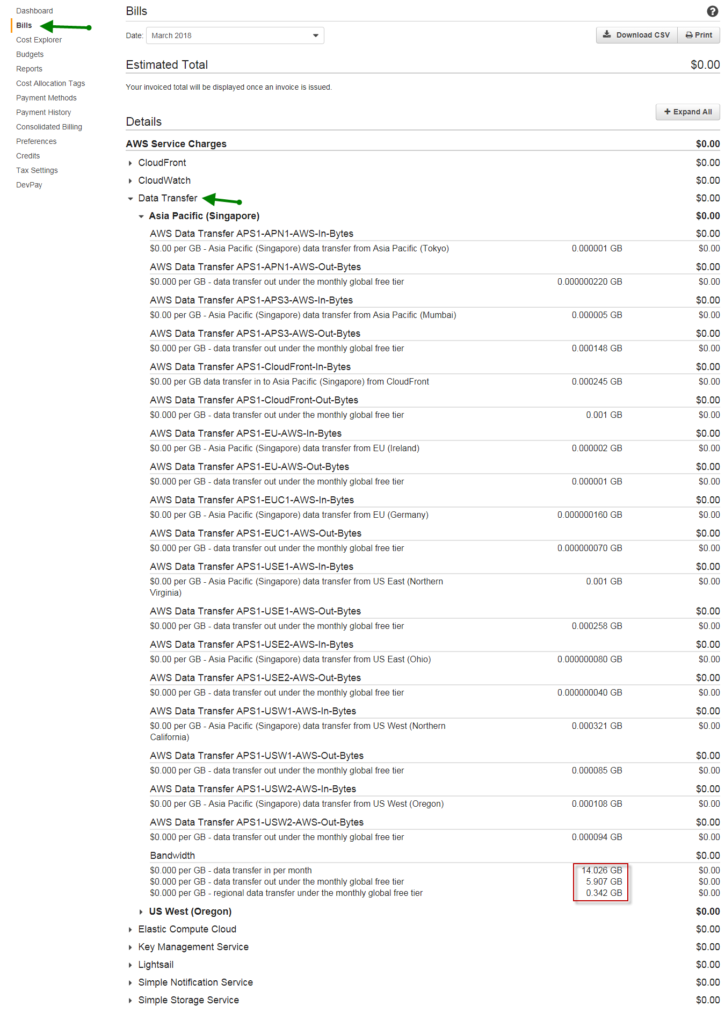 Dashboard
Bills
Cost Explorer
Budgets
Reports
Cost Allocation Tags
Payment Methods
Payment History
Consolidated Billing
Preferences
Credits
Tax Settings
DevPay
Bills
?
Date: March 2018
Download CSV
Print
Estimated Total $0.00
Your invoiced total will be displayed once an invoice is issued.
+ Expand All
Details
AWS Service Charges $0.00
CloudFront $0.00
CloudWatch $0.00
Data Transfer $0.00
Asia Pacific (Singapore) $0.00
AWS Data Transfer APS1-APN1-AWS-In-Bytes $0.00
$0.00 per GB - Asia Pacific (Singapore) data transfer from Asia Pacific (Tokyo) 0.000001 GB $0.00
AWS Data Transfer APS1-APN1-AWS-Out-Bytes $0.00
$0.000 per GB - data transfer out under the monthly global free tier 0.000000220 GB $0.00
AWS Data Transfer APS1-APS3-AWS-In-Bytes $0.00
$0.00 per GB - Asia Pacific (Singapore) data transfer from Asia Pacific (Mumbai) 0.000005 GB $0.00
AWS Data Transfer APS1-APS3-AWS-Out-Bytes $0.00
$0.000 per GB - data transfer out under the monthly global free tier 0.000148 GB $0.00
AWS Data Transfer APS1-CloudFront-In-Bytes $0.00
$0.00 per GB data transfer in to Asia Pacific (Singapore) from CloudFront 0.000245 GB $0.00
AWS Data Transfer APS1-CloudFront-Out-Bytes $0.00
$0.000 per GB - data transfer out under the monthly global free tier 0.001 GB $0.00
AWS Data Transfer APS1-EU-AWS-In-Bytes $0.00
$0.00 per GB - Asia Pacific (Singapore) data transfer from EU (Ireland) 0.000002 GB $0.00
AWS Data Transfer APS1-EU-AWS-Out-Bytes $0.00
$0.000 per GB - data transfer out under the monthly global free tier 0.000001 GB $0.00
AWS Data Transfer APS1-EUC1-AWS-In-Bytes $0.00
$0.00 per GB - Asia Pacific (Singapore) data transfer from EU (Germany) 0.000000160 GB $0.00
AWS Data Transfer APS1-EUC1-AWS-Out-Bytes $0.00
$0.000 per GB - data transfer out under the monthly global free tier 0.000000070 GB $0.00
AWS Data Transfer APS1-USE1-AWS-In-Bytes $0.00
$0.00 per GB - Asia Pacific (Singapore) data transfer from US East (Northern 0.001 GB $0.00
Virginia)
AWS Data Transfer APS1-USE1-AWS-Out-Bytes $0.00
$0.000 per GB - data transfer out under the monthly global free tier 0.000258 GB $0.00
AWS Data Transfer APS1-USE2-AWS-In-Bytes $0.00
$0.00 per GB - Asia Pacific (Singapore) data transfer from US East (Ohio) 0.000000080 GB $0.00
AWS Data Transfer APS1-USE2-AWS-Out-Bytes $0.00
$0.000 per GB - data transfer out under the monthly global free tier 0.000000040 GB $0.00
AWS Data Transfer APS1-USW1-AWS-In-Bytes $0.00
$0.00 per GB - Asia Pacific (Singapore) data transfer from US West (Northern 0.000321 GB $0.00
California)
AWS Data Transfer APS1-USW1-AWS-Out-Bytes $0.00
$0.000 per GB - data transfer out under the monthly global free tier 0.000085 GB $0.00
AWS Data Transfer APS1-USW2-AWS-In-Bytes $0.00
$0.00 per GB - Asia Pacific (Singapore) data transfer from US West (Oregon) 0.000108 GB $0.00
AWS Data Transfer APS1-USW2-AWS-Out-Bytes $0.00
$0.000 per GB - data transfer out under the monthly global free tier 0.000094 GB $0.00
Bandwidth $0.00
$0.000 per GB - data transfer in per month 14.026 GB $0.00
$0.000 per GB - data transfer out under the monthly global free tier 5.907 GB $0.00
$0.000 per GB - regional data transfer under the monthly global free tier 0.342 GB $0.00
US West (Oregon) $0.00
Elastic Compute Cloud $0.00
Key Management Service $0.00
Lightsail $0.00
Simple Notification Service $0.00
Simple Storage Service $0.00